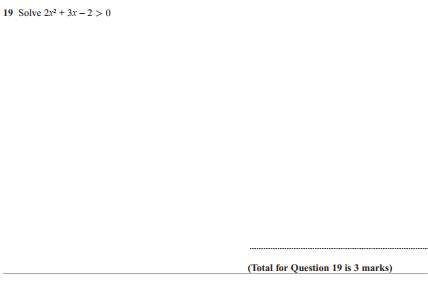 19 Solve 2x² + 3x – 2 > 0
(Total for Question 19 is 3 marks)